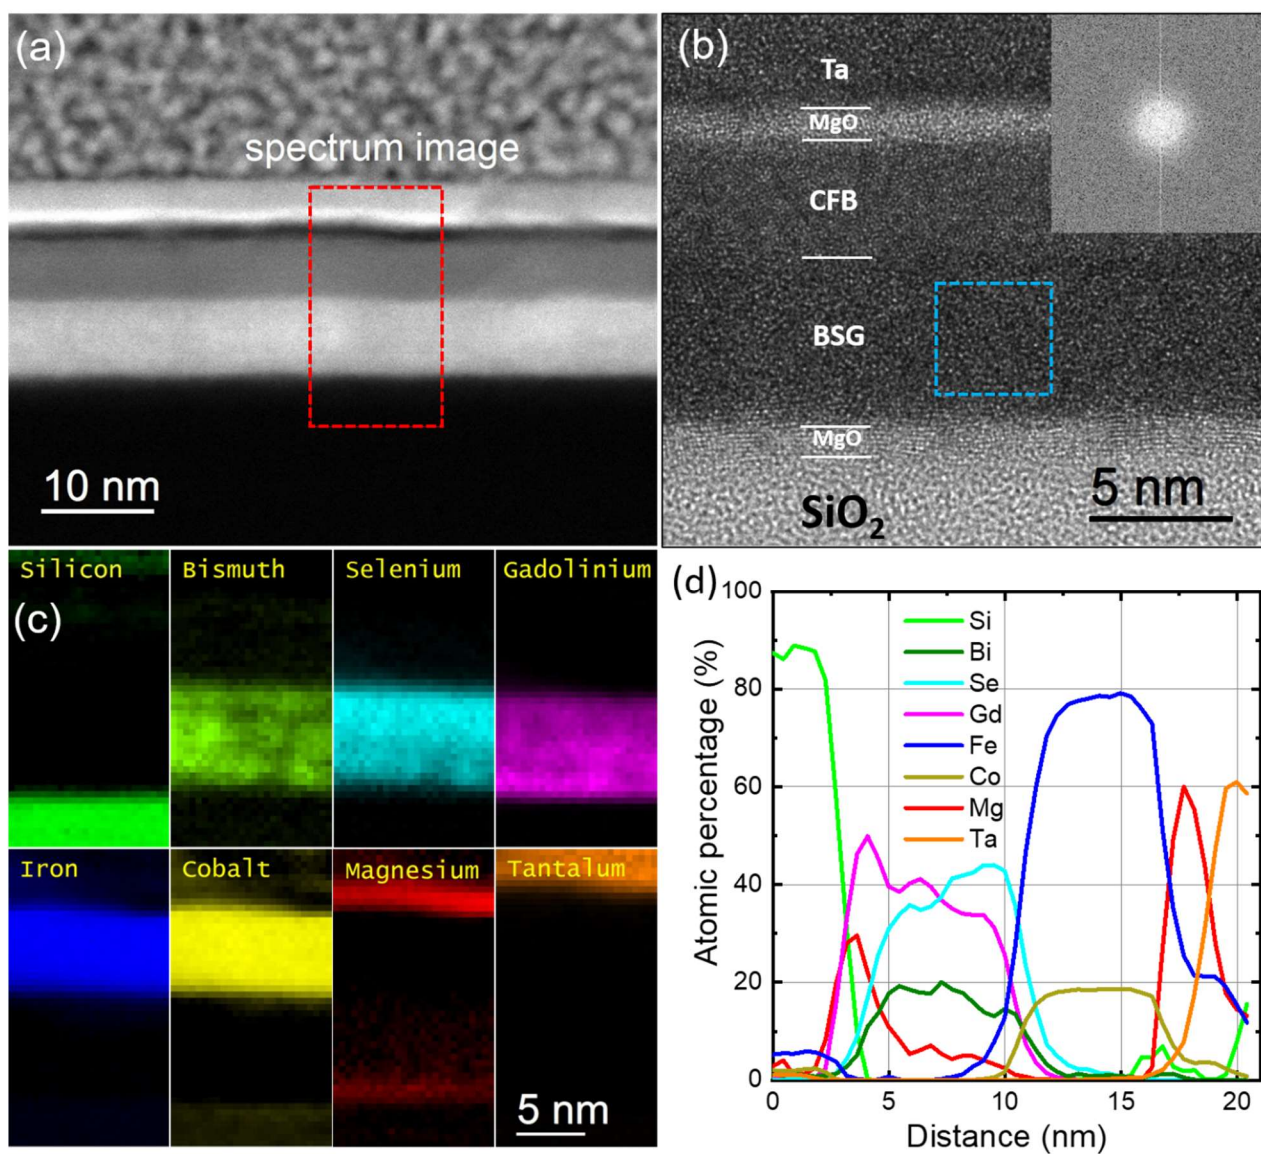 (a)
spectrum image
10 nm
(b)
Ta
MgO
CFB
BSG
MgO
SiO₂
5 nm
Silicon
Bismuth
Selenium
Gadolinium
(c)
Iron
Cobalt
Magnesium
Tantalum
5 nm
(d)
100
80
60
40
20
0
Atomic percentage (%)
Si
Bi
Se
Gd
Fe
Co
Mg
Ta
0
5
10
15
20
Distance (nm)